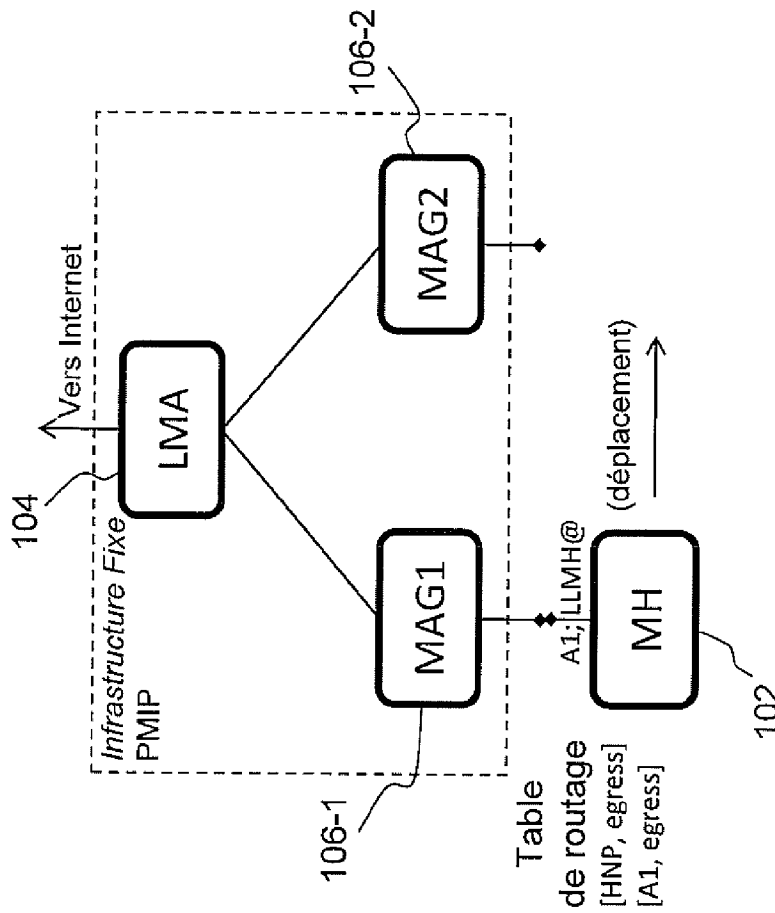 Vers Internet
104
Infrastructure Fixe
PMIP
LMA
106-2
MAG1
MAG2
106-1
A1; LLMH@
(déplacement)
MH
102
Table
de routage
[HNP, egress]
[A1, egress]